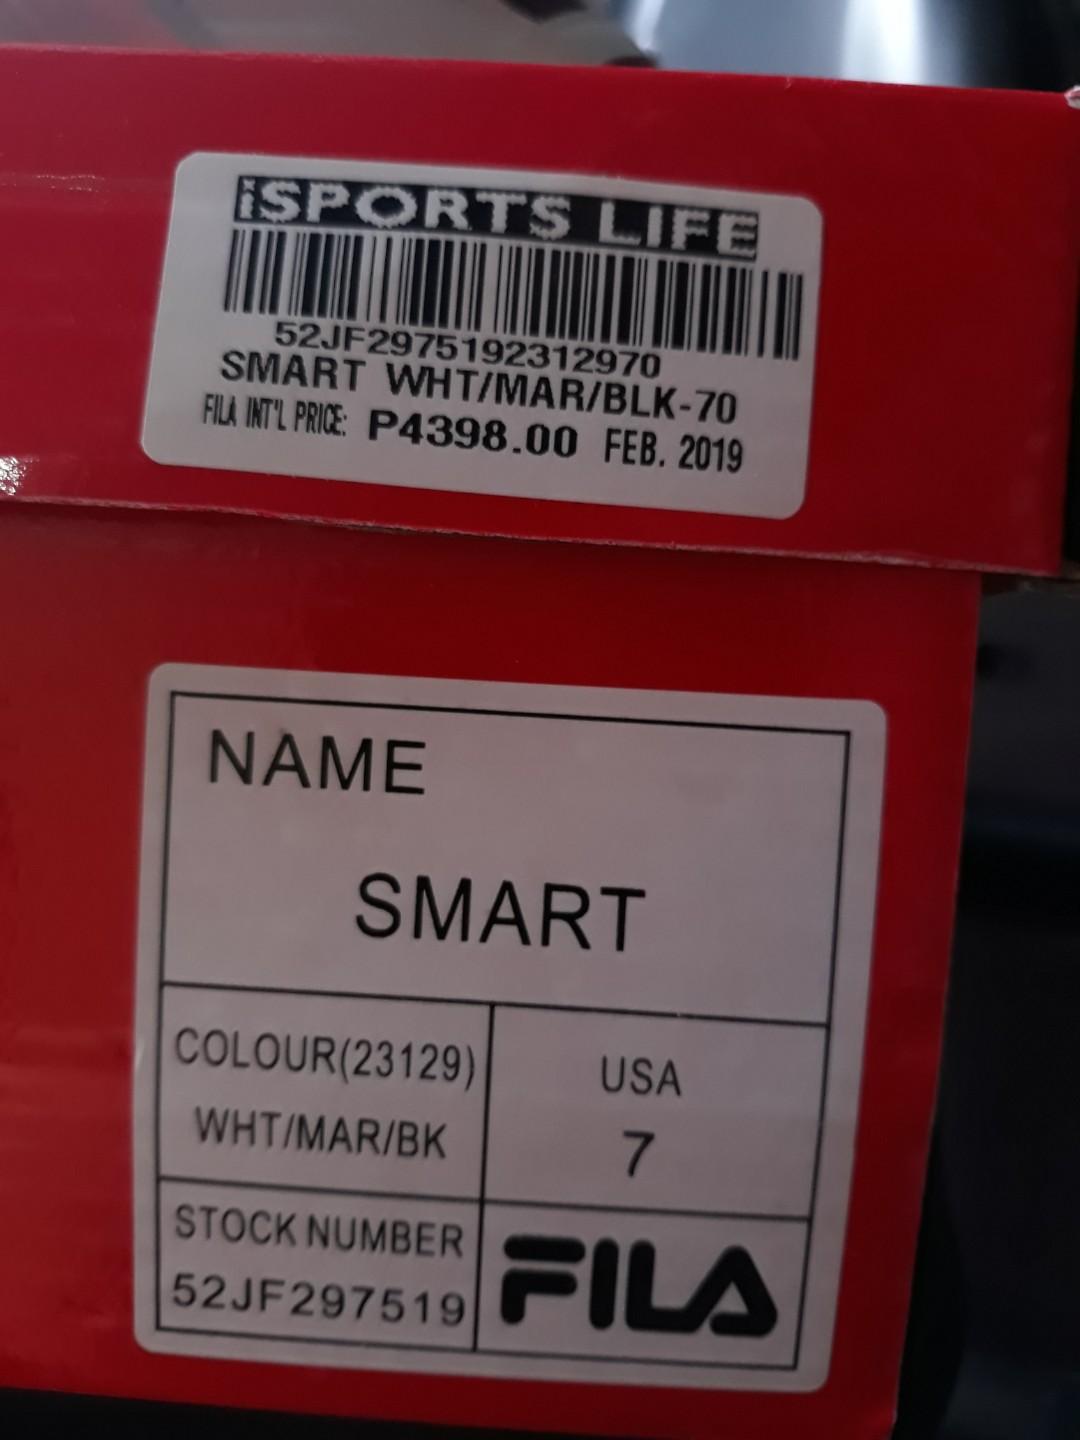 iSPORTS LIFE
52JF2975192312970
SMART WHT/MAR/BLK-70
FILA INT'L PRICE: P4398.00 FEB. 2019
NAME
SMART
COLOUR(23129)
WHT/MAR/BK
USA
7
STOCK NUMBER
52JF297519
FILA